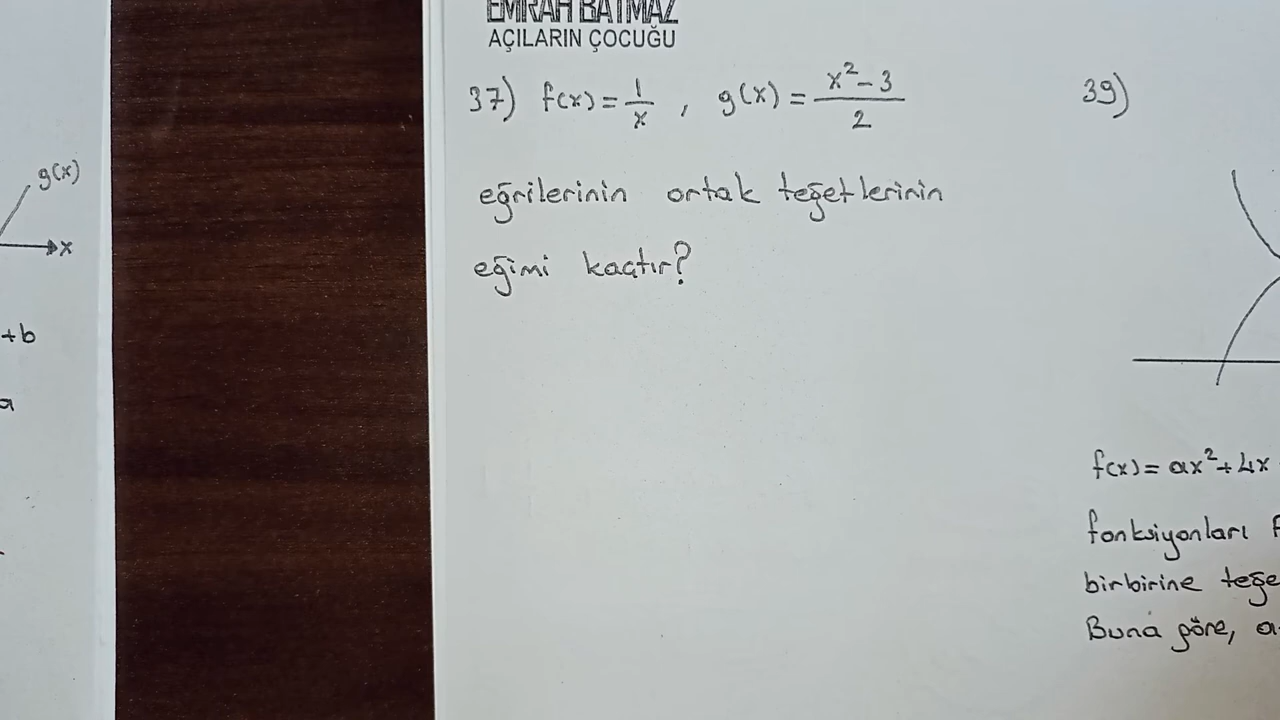 g(x)
x
+b
a
EMRAH BATMAZ
AÇILARIN ÇOCUĞU
37) f(x) = 1/x , g(x) = x² - 3 / 2
eğrilerinin ortak teğetlerinin
eğimi kaçtır?
39)
f(x) = ax² + 4x
fonksiyonları
birbirine teğe
Buna göre, a